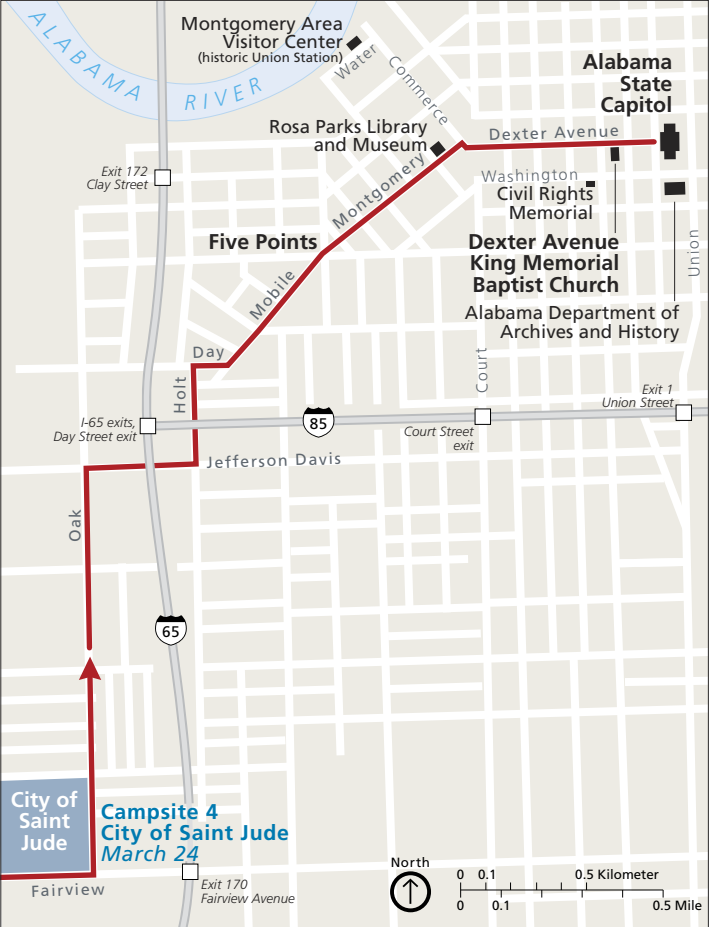 Montgomery Area
Visitor Center
(historic Union Station)
ALABAMA
RIVER
Water
Commerce
Alabama
State
Capitol
Rosa Parks Library
and Museum
Dexter Avenue
Exit 172
Clay Street
Montgomery
Washington
Civil Rights
Memorial
Five Points
Dexter Avenue
King Memorial
Baptist Church
Union
Mobile
Alabama Department of
Archives and History
Day
Court
Holt
Exit 1
Union Street
I-65 exits,
Day Street exit
85
Court Street
exit
Jefferson Davis
Oak
65
City of
Saint
Jude
Campsite 4
City of Saint Jude
March 24
Fairview
Exit 170
Fairview Avenue
North
0 0.1 0.5 Kilometer
0 0.1 0.5 Mile